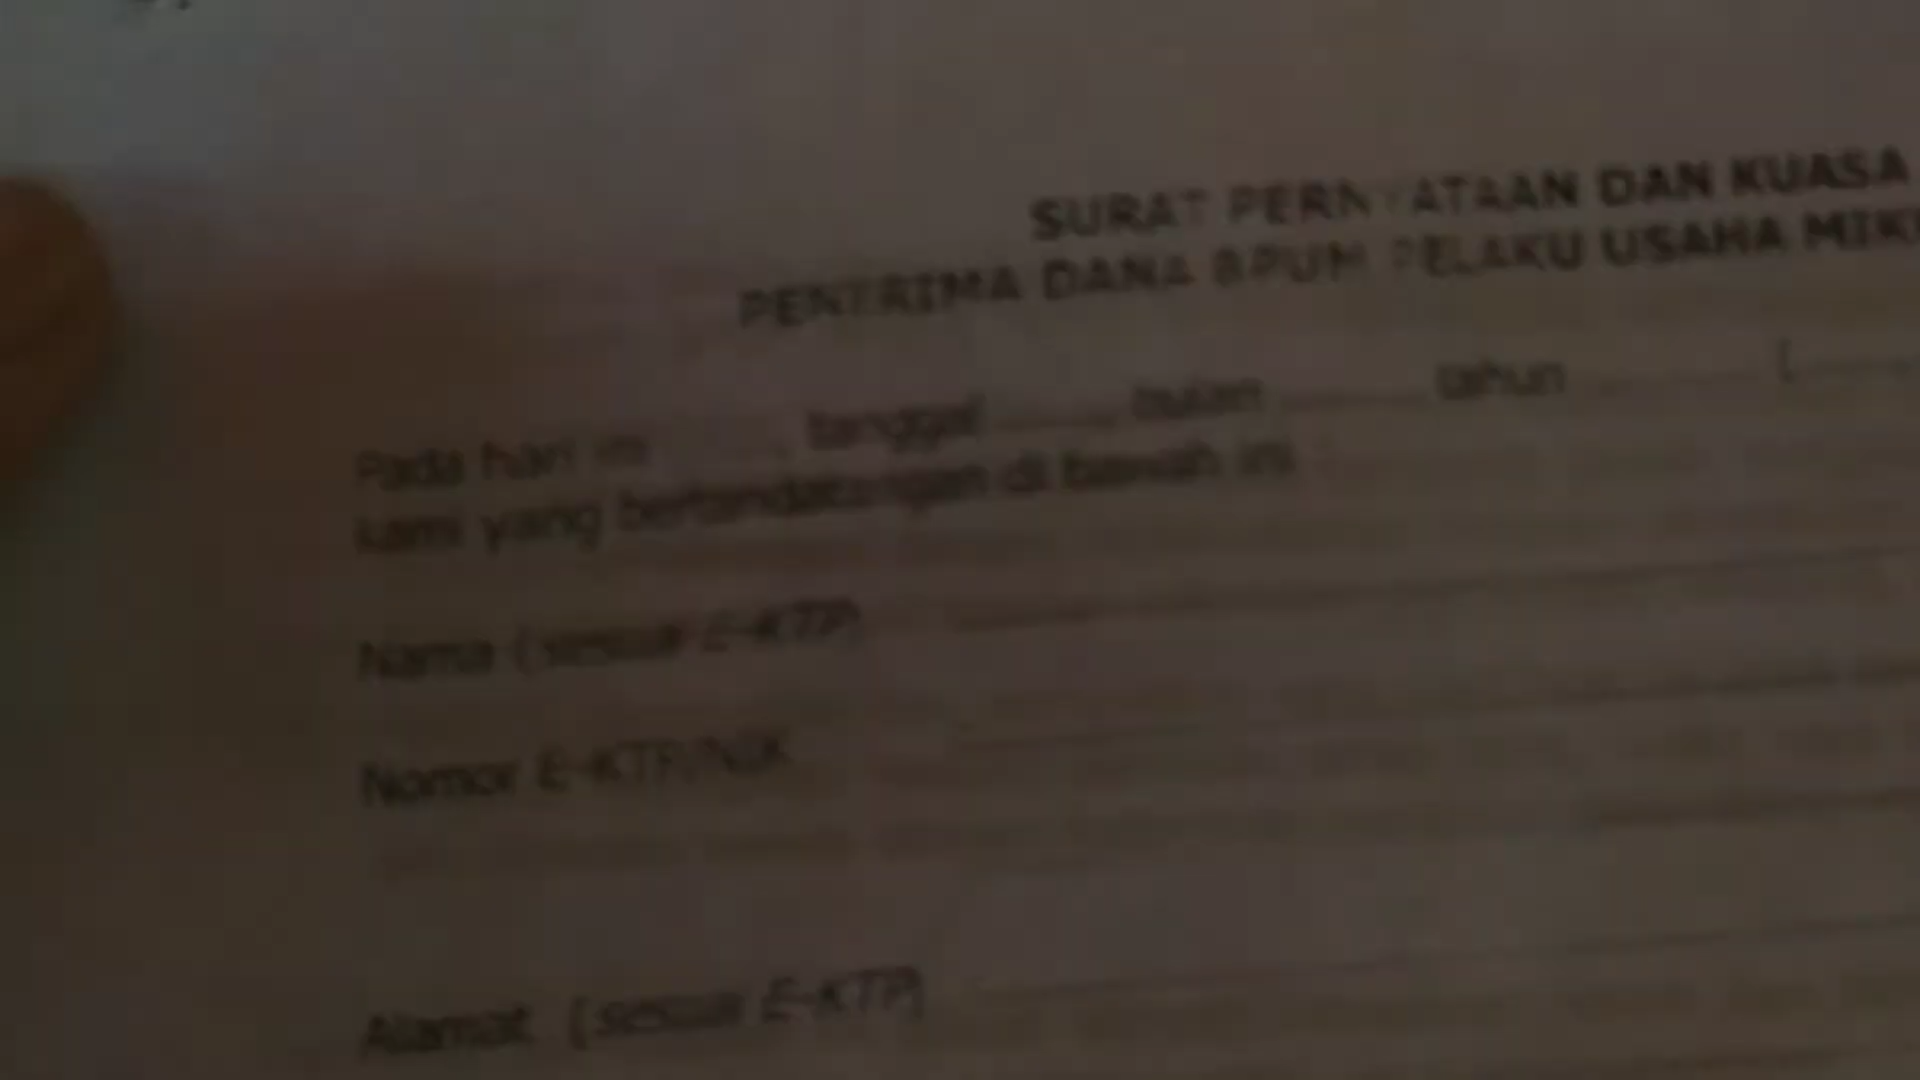 SURAT PERNYATAAN DAN KUASA
PENERIMA DANA BPUM PELAKU USAHA
Pada hari ini , tanggal bulan tahun (
kami yang bertandatangan di bawah ini :
Nama (sesuai E-KTP)
Nomor E-KTP/NIK
Alamat (sesuai E-KTP)